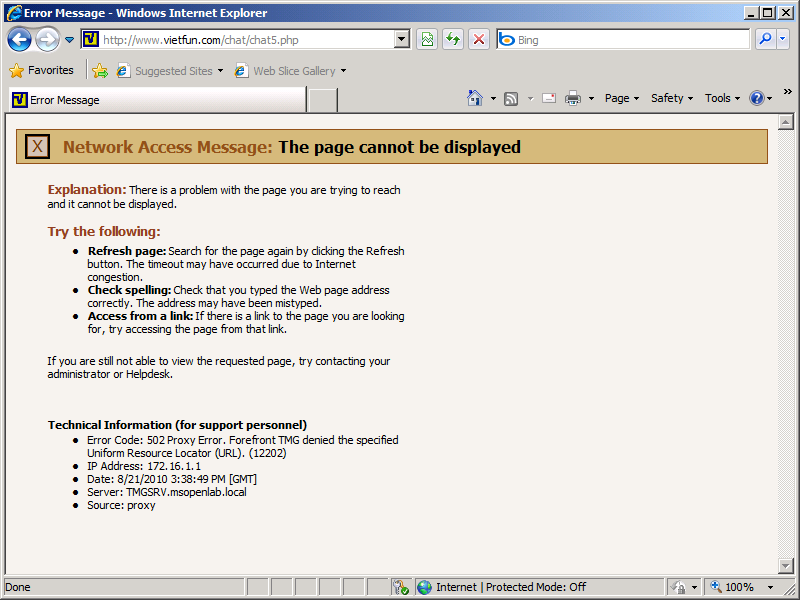 Error Message - Windows Internet Explorer
http://www.vietfun.com/chat/chat5.php
Bing
Favorites
Suggested Sites
Web Slice Gallery
Error Message
Page
Safety
Tools
X
Network Access Message: The page cannot be displayed
Explanation: There is a problem with the page you are trying to reach
and it cannot be displayed.
Try the following:
• Refresh page: Search for the page again by clicking the Refresh
button. The timeout may have occurred due to Internet
congestion.
• Check spelling: Check that you typed the Web page address
correctly. The address may have been mistyped.
• Access from a link: If there is a link to the page you are looking
for, try accessing the page from that link.
If you are still not able to view the requested page, try contacting your
administrator or Helpdesk.
Technical Information (for support personnel)
• Error Code: 502 Proxy Error. Forefront TMG denied the specified
Uniform Resource Locator (URL). (12202)
• IP Address: 172.16.1.1
• Date: 8/21/2010 3:38:49 PM [GMT]
• Server: TMGSRV.msopenlab.local
• Source: proxy
Done
Internet | Protected Mode: Off
100%